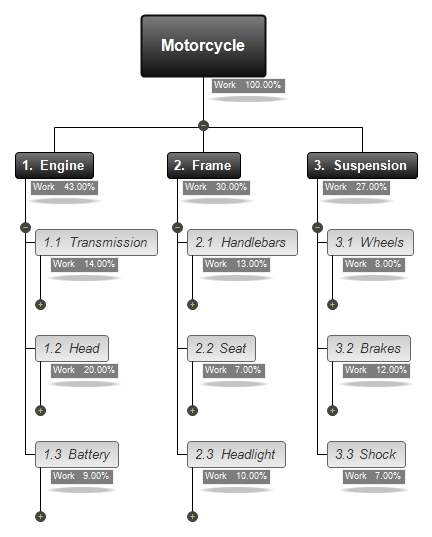 Motorcycle
Work 100.00%
1. Engine
Work 43.00%
2. Frame
Work 30.00%
3. Suspension
Work 27.00%
1.1 Transmission
Work 14.00%
2.1 Handlebars
Work 13.00%
3.1 Wheels
Work 8.00%
1.2 Head
Work 20.00%
2.2 Seat
Work 7.00%
3.2 Brakes
Work 12.00%
1.3 Battery
Work 9.00%
2.3 Headlight
Work 10.00%
3.3 Shock
Work 7.00%